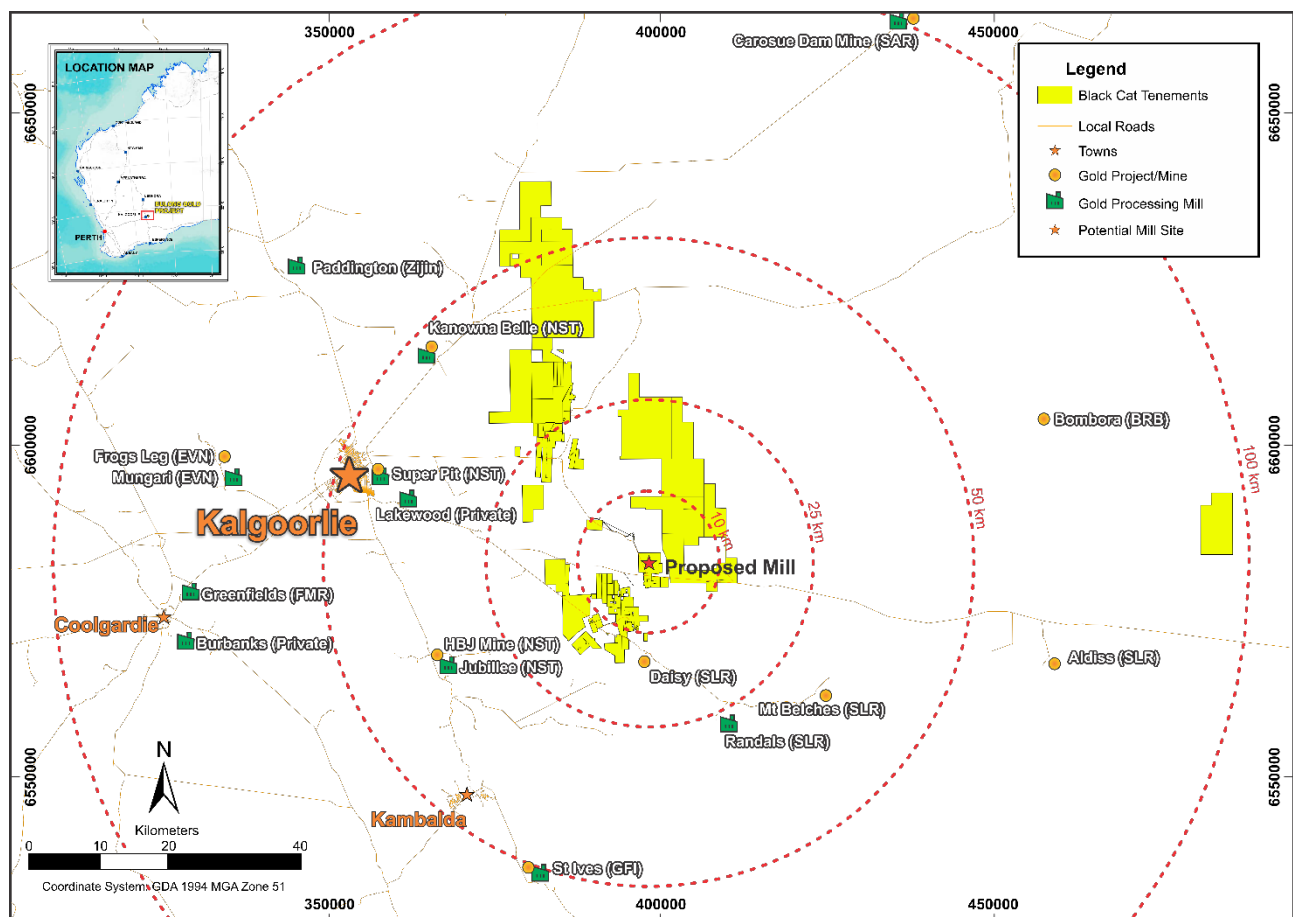 350000
400000
450000
Carosue Dam Mine (SAR)
LOCATION MAP
PERTH
Legend
Black Cat Tenements
Local Roads
Towns
Gold Project/Mine
Gold Processing Mill
Potential Mill Site
6650000
6650000
Paddington (Zijin)
Kanowna Belle (NST)
Bombora (BRB)
6600000
6600000
Frogs Leg (EVN)
Mungari (EVN)
Super Pit (NST)
Lakewood (Private)
Kalgoorlie
100 km
50 km
25 km
10 km
Proposed Mill
Greenfields (FMR)
Coolgardie
Burbanks (Private)
HBJ Mine (NST)
Jubillee (NST)
Daisy (SLR)
Aldiss (SLR)
Mt Belches (SLR)
Randals (SLR)
6550000
6550000
N
Kambalda
Kilometers
0 10 20 40
St Ives (GFI)
Coordinate System: GDA 1994 MGA Zone 51
350000
400000
450000